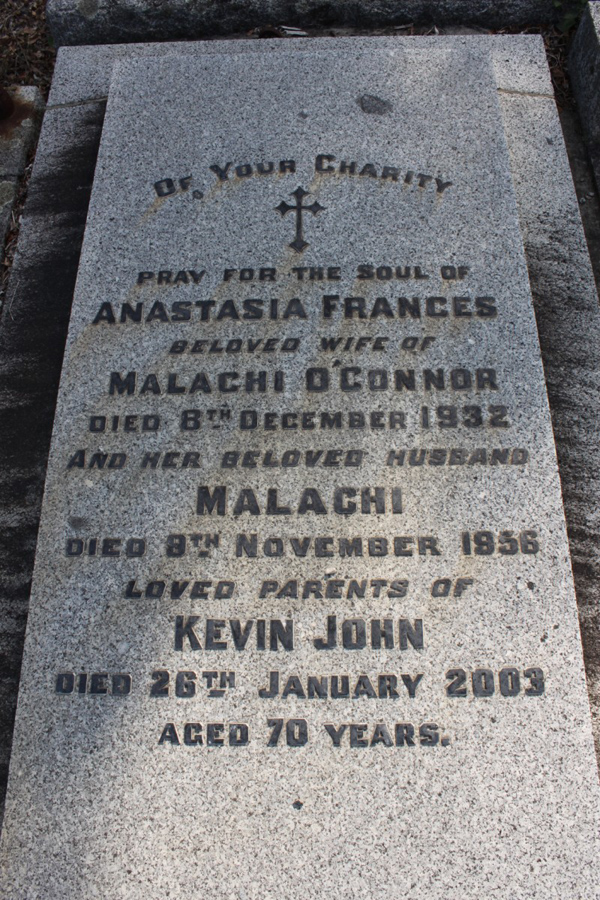 Of Your Charity
Pray for the Soul of
Anastasia Frances
Beloved Wife of
Malachi O'Connor
Died 6TH December 1932
And Her Beloved Husband
Malachi
Died 9TH November 1956
Loved Parents of
Kevin John
Died 26TH January 2003
Aged 70 Years.